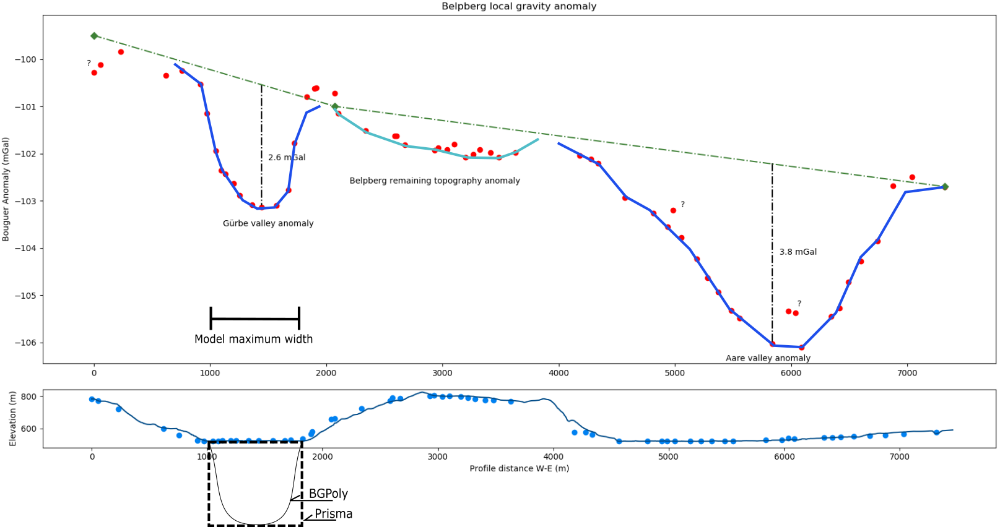 Belpberg local gravity anomaly
Bouguer Anomaly (mGal)
−100
−101
−102
−103
−104
−105
−106
?
2.6 mGal
Gürbe valley anomaly
Belpberg remaining topography anomaly
?
3.8 mGal
?
Aare valley anomaly
Model maximum width
0
1000
2000
3000
4000
5000
6000
7000
Elevation (m)
800
600
0
1000
2000
3000
4000
5000
6000
7000
Profile distance W-E (m)
BGPoly
Prisma